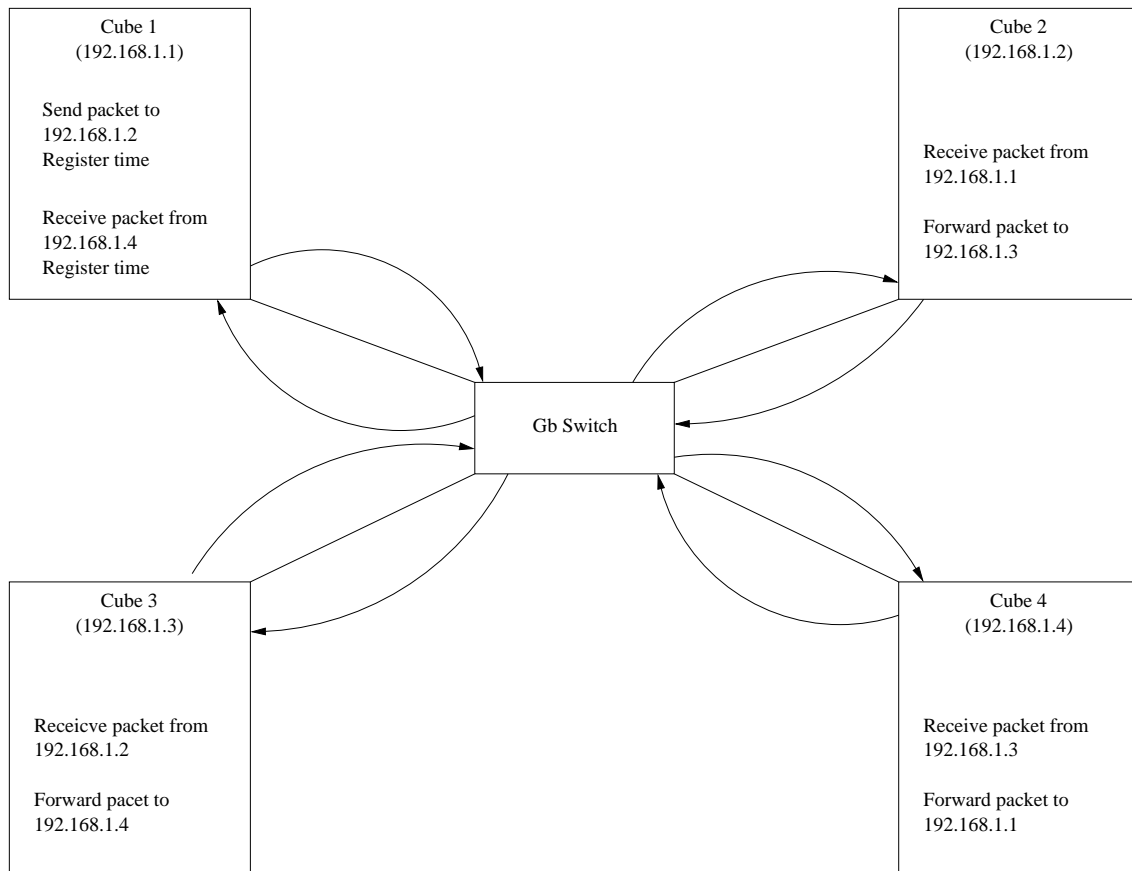 Cube 1
(192.168.1.1)
Send packet to
192.168.1.2
Register time
Receive packet from
192.168.1.4
Register time
Cube 2
(192.168.1.2)
Receive packet from
192.168.1.1
Forward packet to
192.168.1.3
Gb Switch
Cube 3
(192.168.1.3)
Receicve packet from
192.168.1.2
Forward pacet to
192.168.1.4
Cube 4
(192.168.1.4)
Receive packet from
192.168.1.3
Forward packet to
192.168.1.1